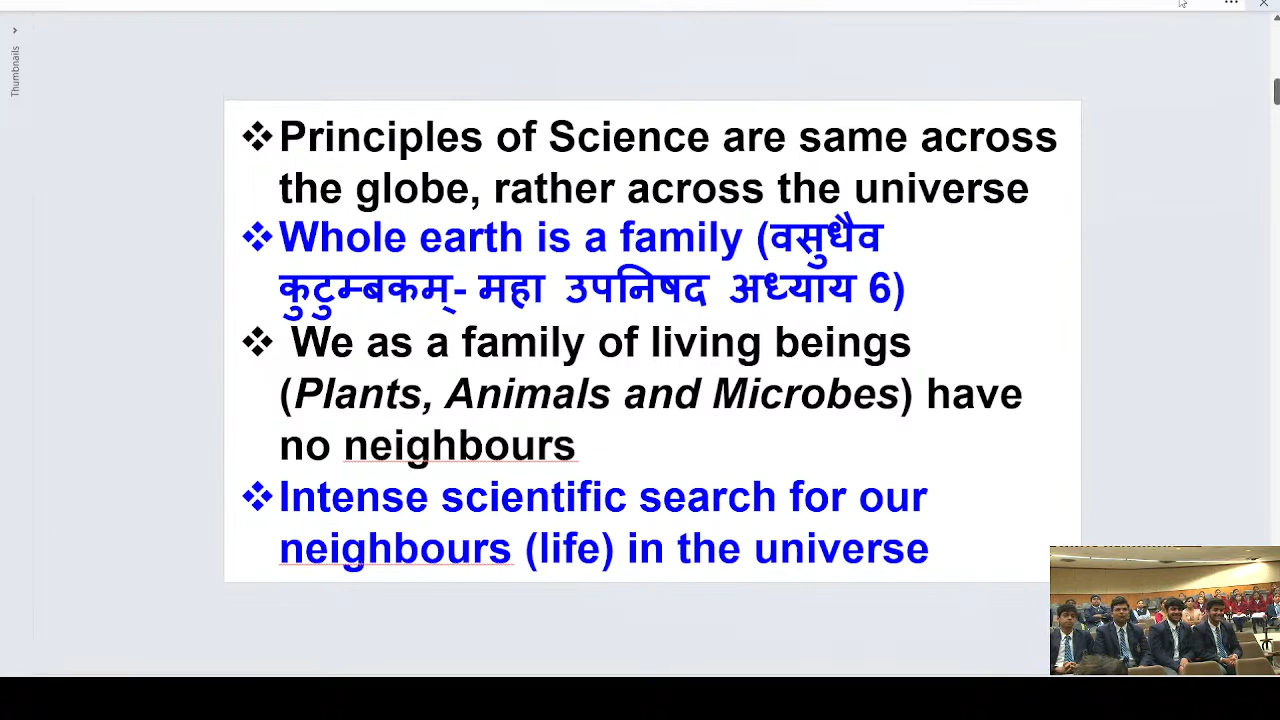 Thumbnails
❖Principles of Science are same across
the globe, rather across the universe
❖Whole earth is a family (वसुधैव
कुटुम्बकम्- महा उपनिषद अध्याय 6)
❖ We as a family of living beings
(Plants, Animals and Microbes) have
no neighbours
❖Intense scientific search for our
neighbours (life) in the universe